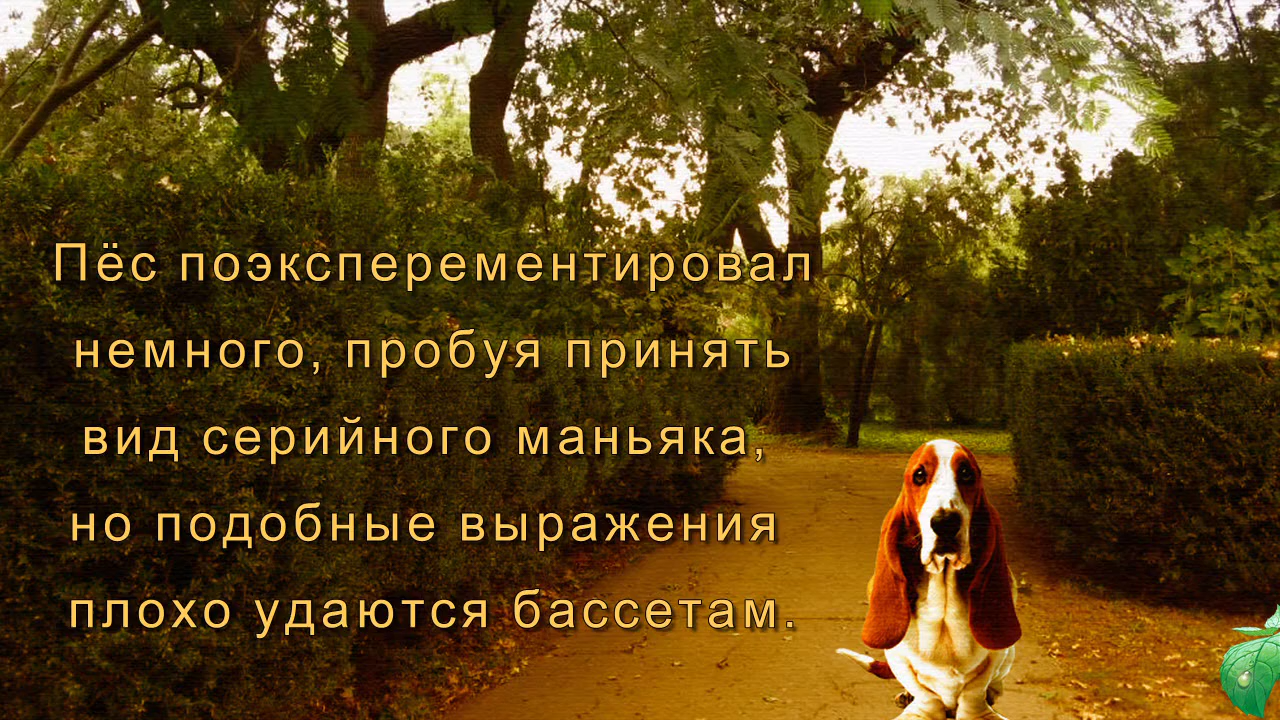 Пёс поэксперементировал
немного, пробуя принять
вид серийного маньяка,
но подобные выражения
плохо удаются бассетам.